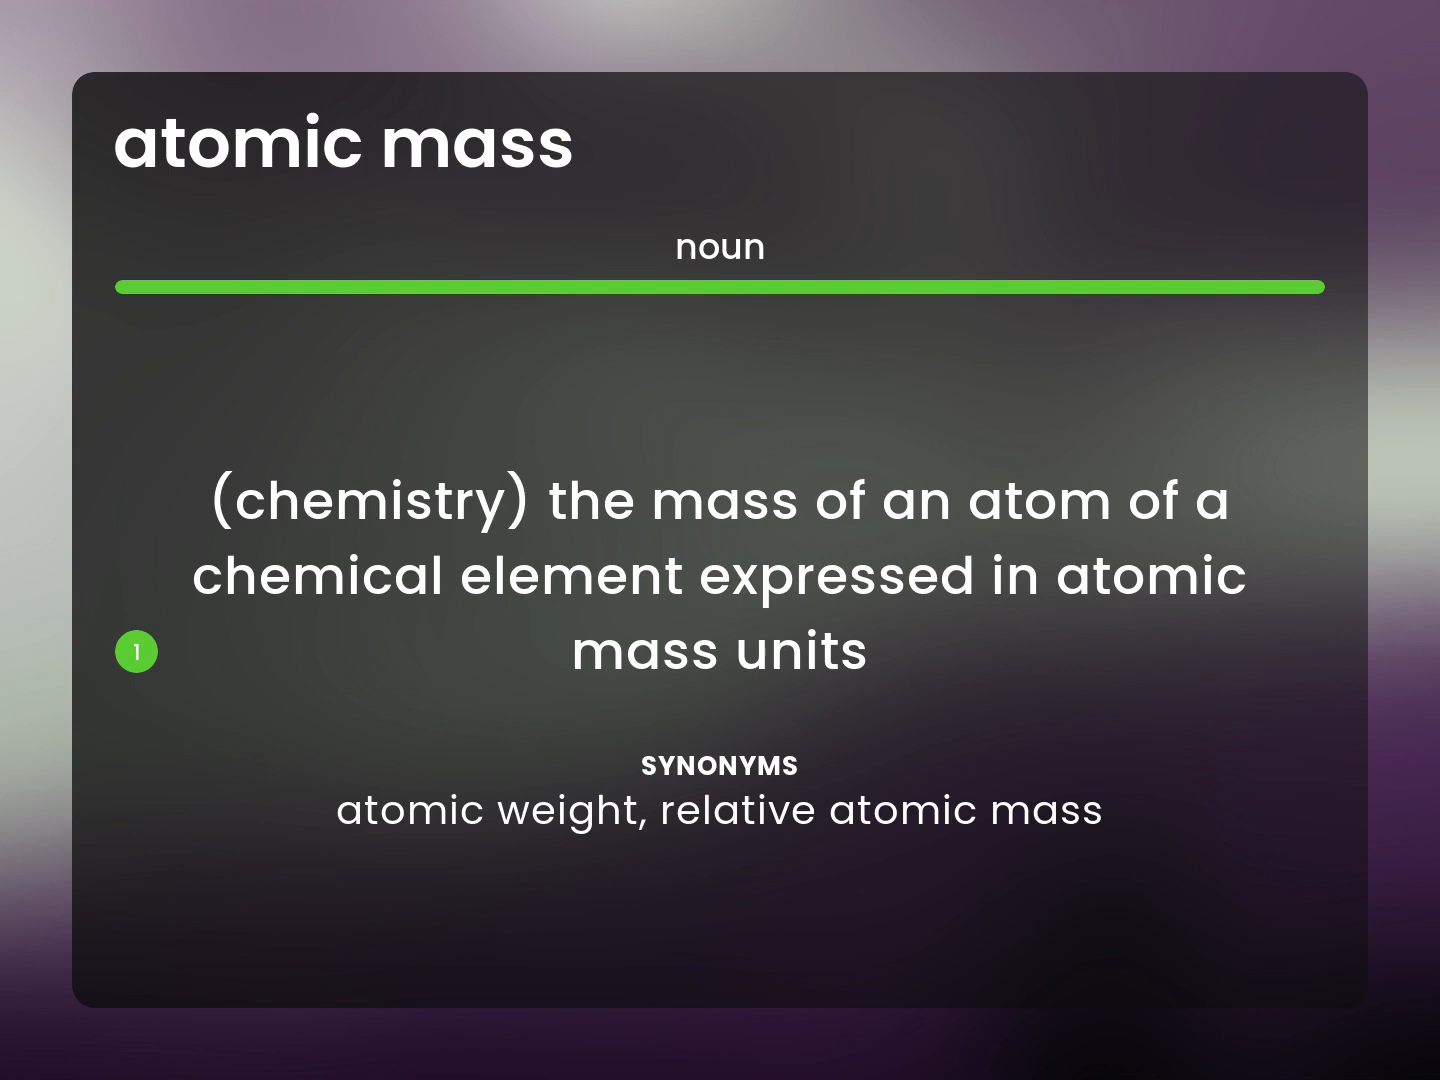 atomic mass
noun
(chemistry) the mass of an atom of a
chemical element expressed in atomic
mass units
1
SYNONYMS
atomic weight, relative atomic mass